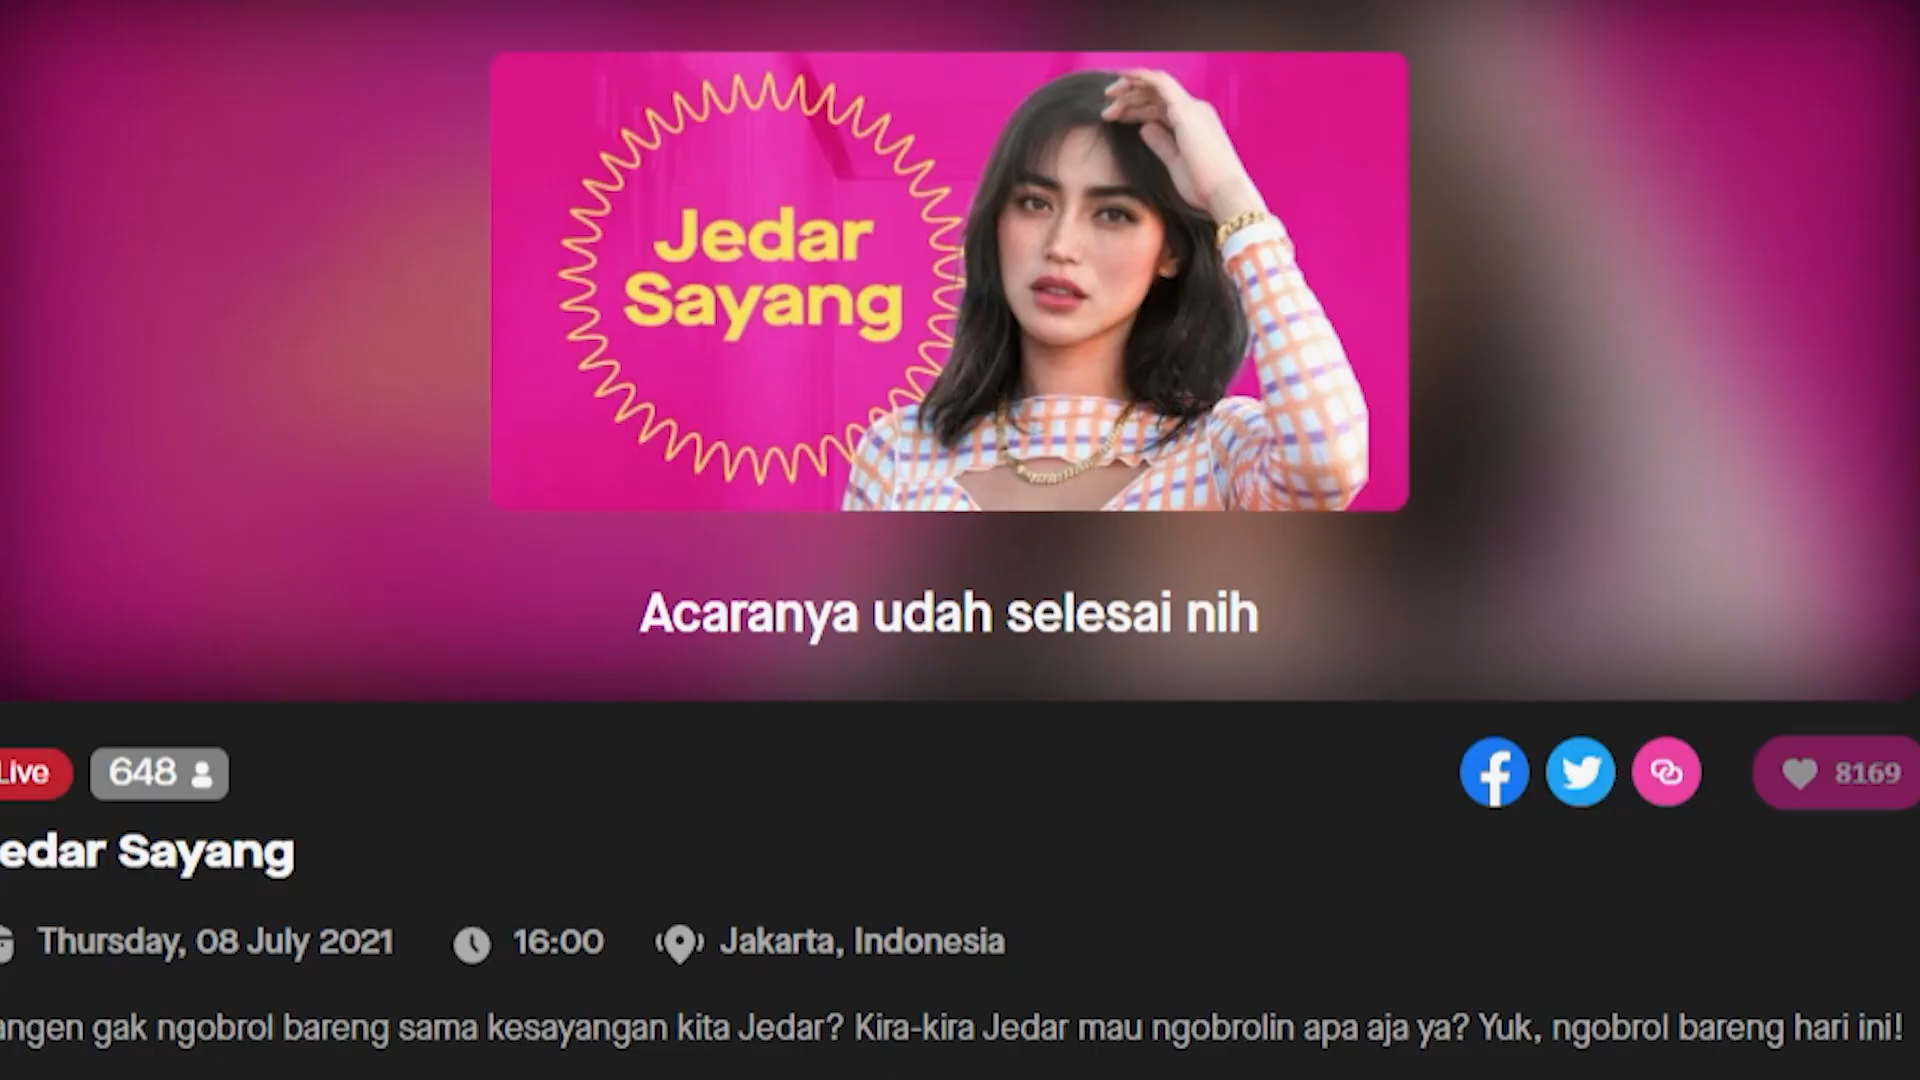 Jedar
Sayang
Acaranya udah selesai nih
Live
648
8169
edar Sayang
Thursday, 08 July 2021
16:00
Jakarta, Indonesia
angen gak ngobrol bareng sama kesayangan kita Jedar? Kira-kira Jedar mau ngobrolin apa aja ya? Yuk, ngobrol bareng hari ini!